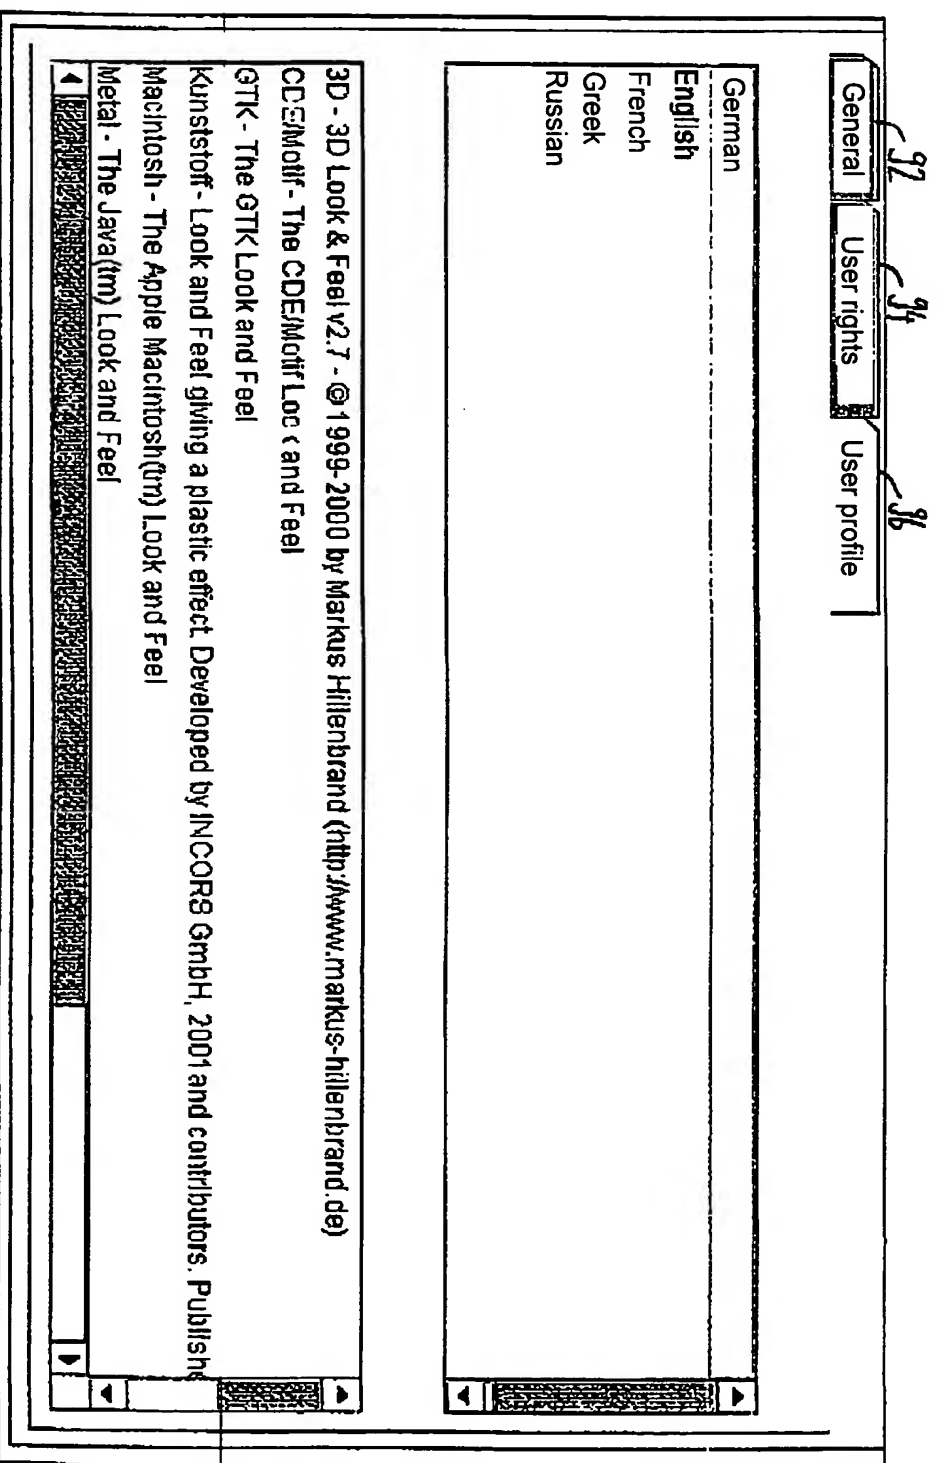 92
94
96
General
User rights
User profile
German
English
French
Greek
Russian
3D - 3D Look & Feel v2.7 - © 1999-2000 by Markus Hillenbrand (http://www.markus-hillenbrand.de)
CDE/Motif - The CDE/Motif Look and Feel
GTK - The GTK Look and Feel
Kunststoff - Look and Feel giving a plastic effect. Developed by INCORS GmbH, 2001 and contributors. Publishe
Macintosh - The Apple Macintosh(tm) Look and Feel
Metal - The Java(tm) Look and Feel